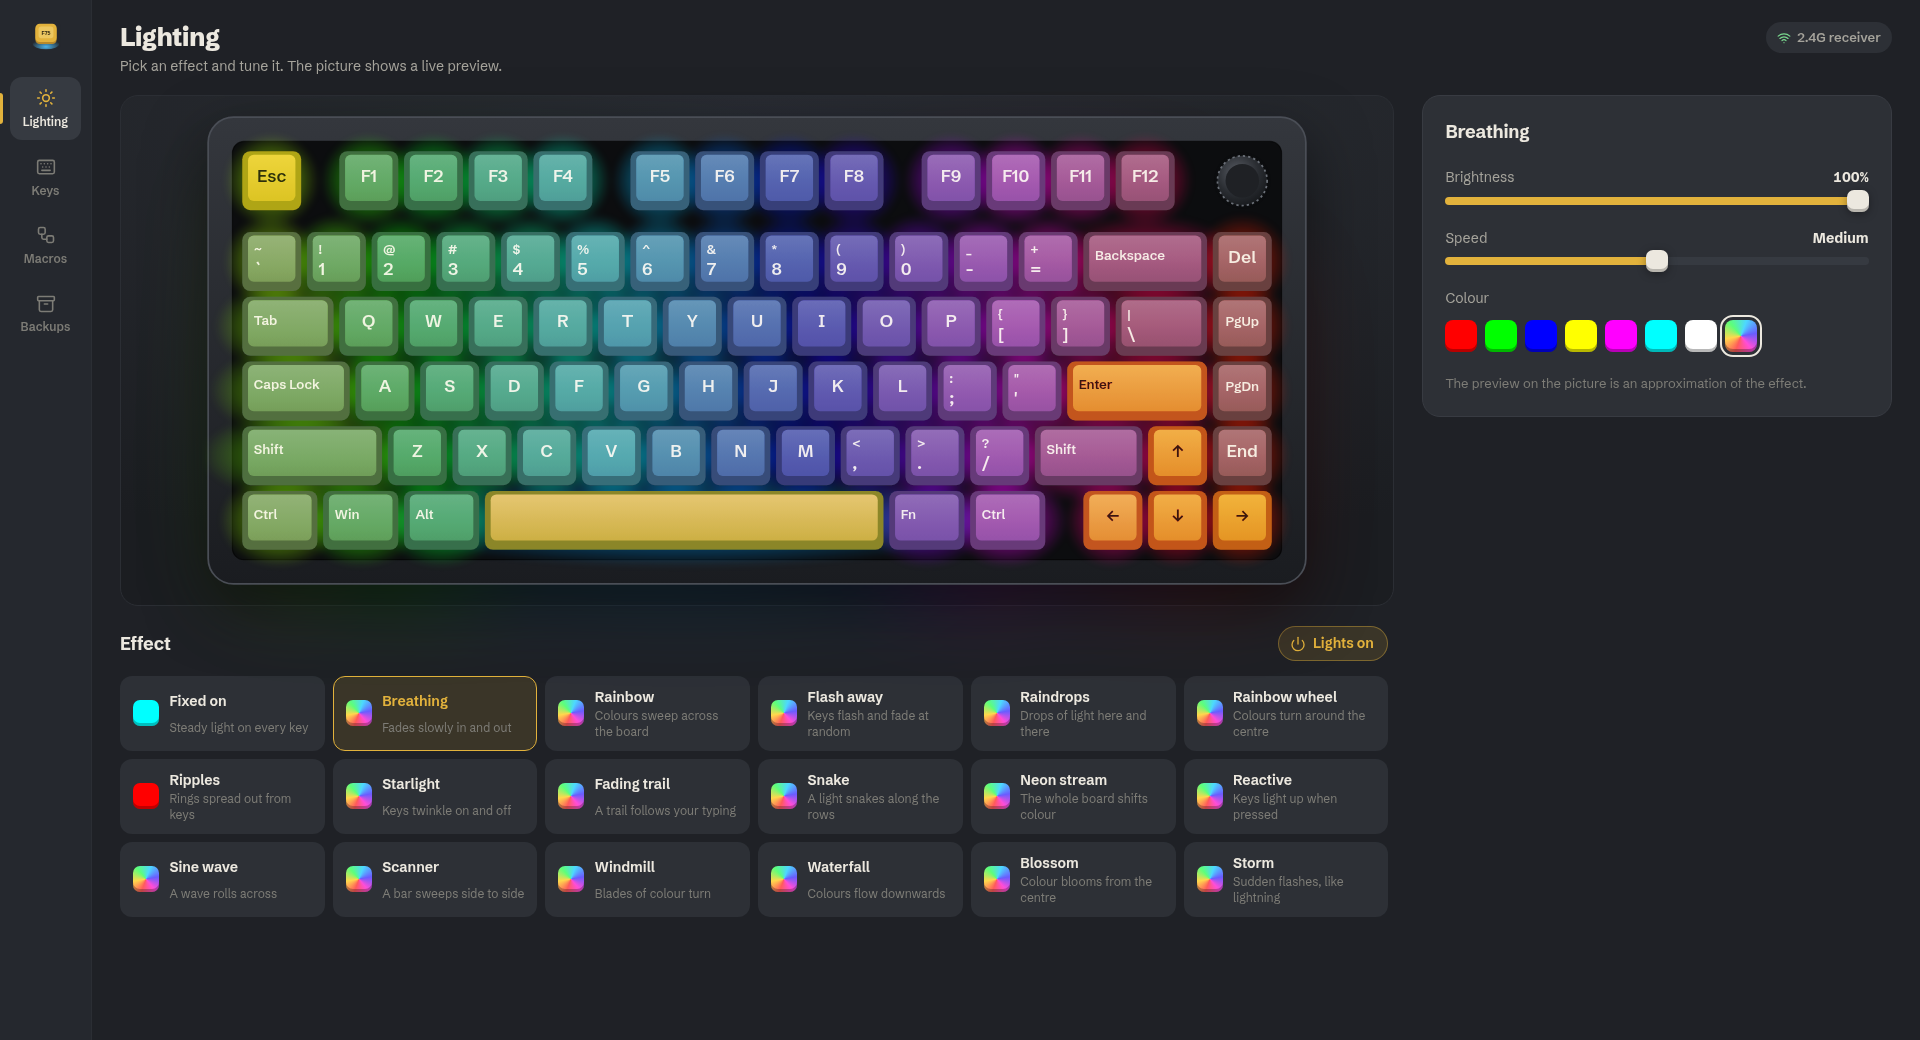 F75
Lighting
Keys
Macros
Backups
Lighting
Pick an effect and tune it. The picture shows a live preview.
2.4G receiver
Esc F1 F2 F3 F4 F5 F6 F7 F8 F9 F10 F11 F12
~ ! @ # $ % ^ & * ( ) _ +
` 1 2 3 4 5 6 7 8 9 0 - = Backspace Del
Tab Q W E R T Y U I O P { [ } ] | \ PgUp
Caps Lock A S D F G H J K L : ; " ' Enter PgDn
Shift Z X C V B N M < , > . ? / Shift ↑ End
Ctrl Win Alt Fn Ctrl ← ↓ →
Breathing
Brightness 100%
Speed Medium
Colour
The preview on the picture is an approximation of the effect.
Effect
Lights on
Fixed on
Steady light on every key
Breathing
Fades slowly in and out
Rainbow
Colours sweep across
the board
Flash away
Keys flash and fade at
random
Raindrops
Drops of light here and
there
Rainbow wheel
Colours turn around the
centre
Ripples
Rings spread out from
keys
Starlight
Keys twinkle on and off
Fading trail
A trail follows your typing
Snake
A light snakes along the
rows
Neon stream
The whole board shifts
colour
Reactive
Keys light up when
pressed
Sine wave
A wave rolls across
Scanner
A bar sweeps side to side
Windmill
Blades of colour turn
Waterfall
Colours flow downwards
Blossom
Colour blooms from the
centre
Storm
Sudden flashes, like
lightning